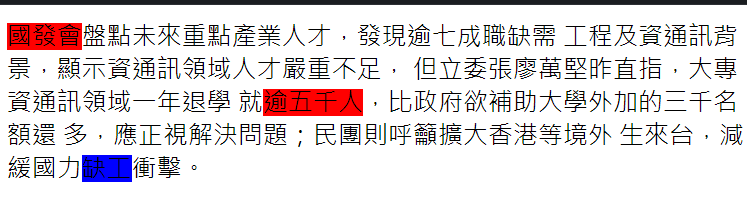 國發會盤點未來重點產業人才，發現逾七成職缺需 工程及資通訊背
景，顯示資通訊領域人才嚴重不足， 但立委張廖萬堅昨直指，大專
資通訊領域一年退學 就逾五千人，比政府欲補助大學外加的三千名
額還 多，應正視解決問題；民團則呼籲擴大香港等境外 生來台，減
緩國力缺工衝擊。